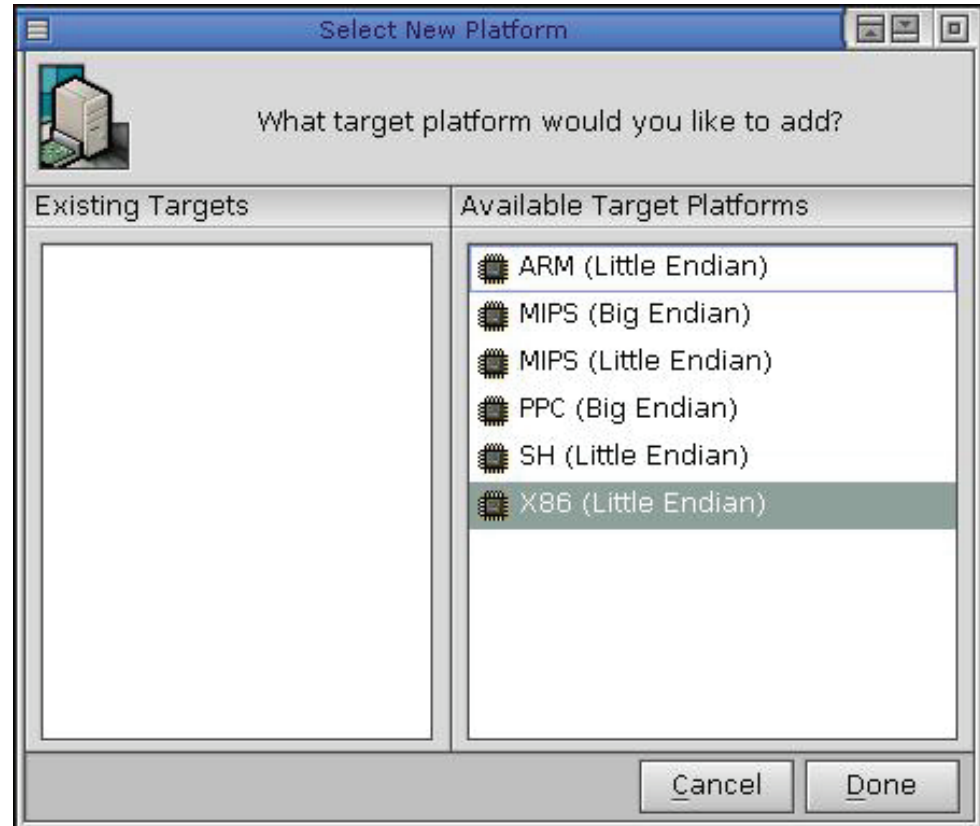 Select New Platform
What target platform would you like to add?
Existing Targets
Available Target Platforms
ARM (Little Endian)
MIPS (Big Endian)
MIPS (Little Endian)
PPC (Big Endian)
SH (Little Endian)
X86 (Little Endian)
Cancel
Done